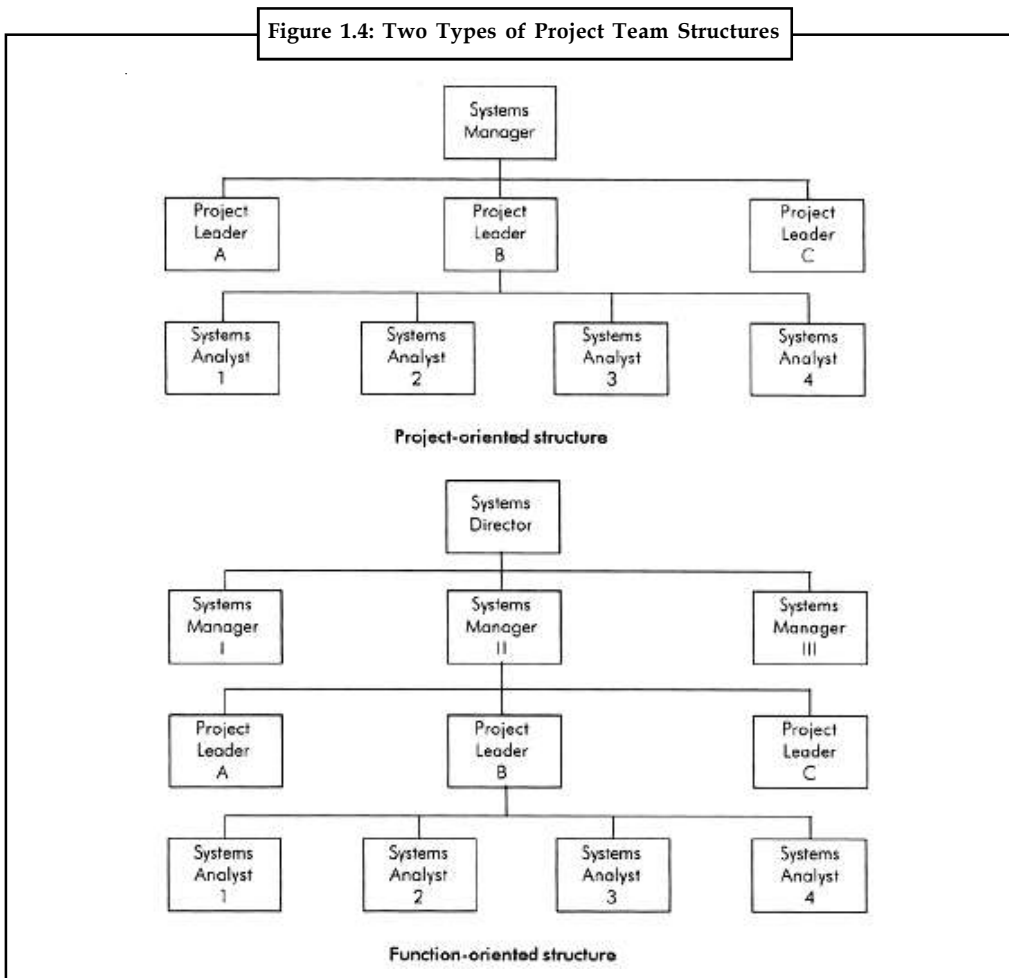 Figure 1.4: Two Types of Project Team Structures
Systems
Manager
Project
Leader
A
Project
Leader
B
Project
Leader
C
Systems
Analyst
1
Systems
Analyst
2
Systems
Analyst
3
Systems
Analyst
4
Project-oriented structure
Systems
Director
Systems
Manager
I
Systems
Manager
II
Systems
Manager
III
Project
Leader
A
Project
Leader
B
Project
Leader
C
Systems
Analyst
1
Systems
Analyst
2
Systems
Analyst
3
Systems
Analyst
4
Function-oriented structure